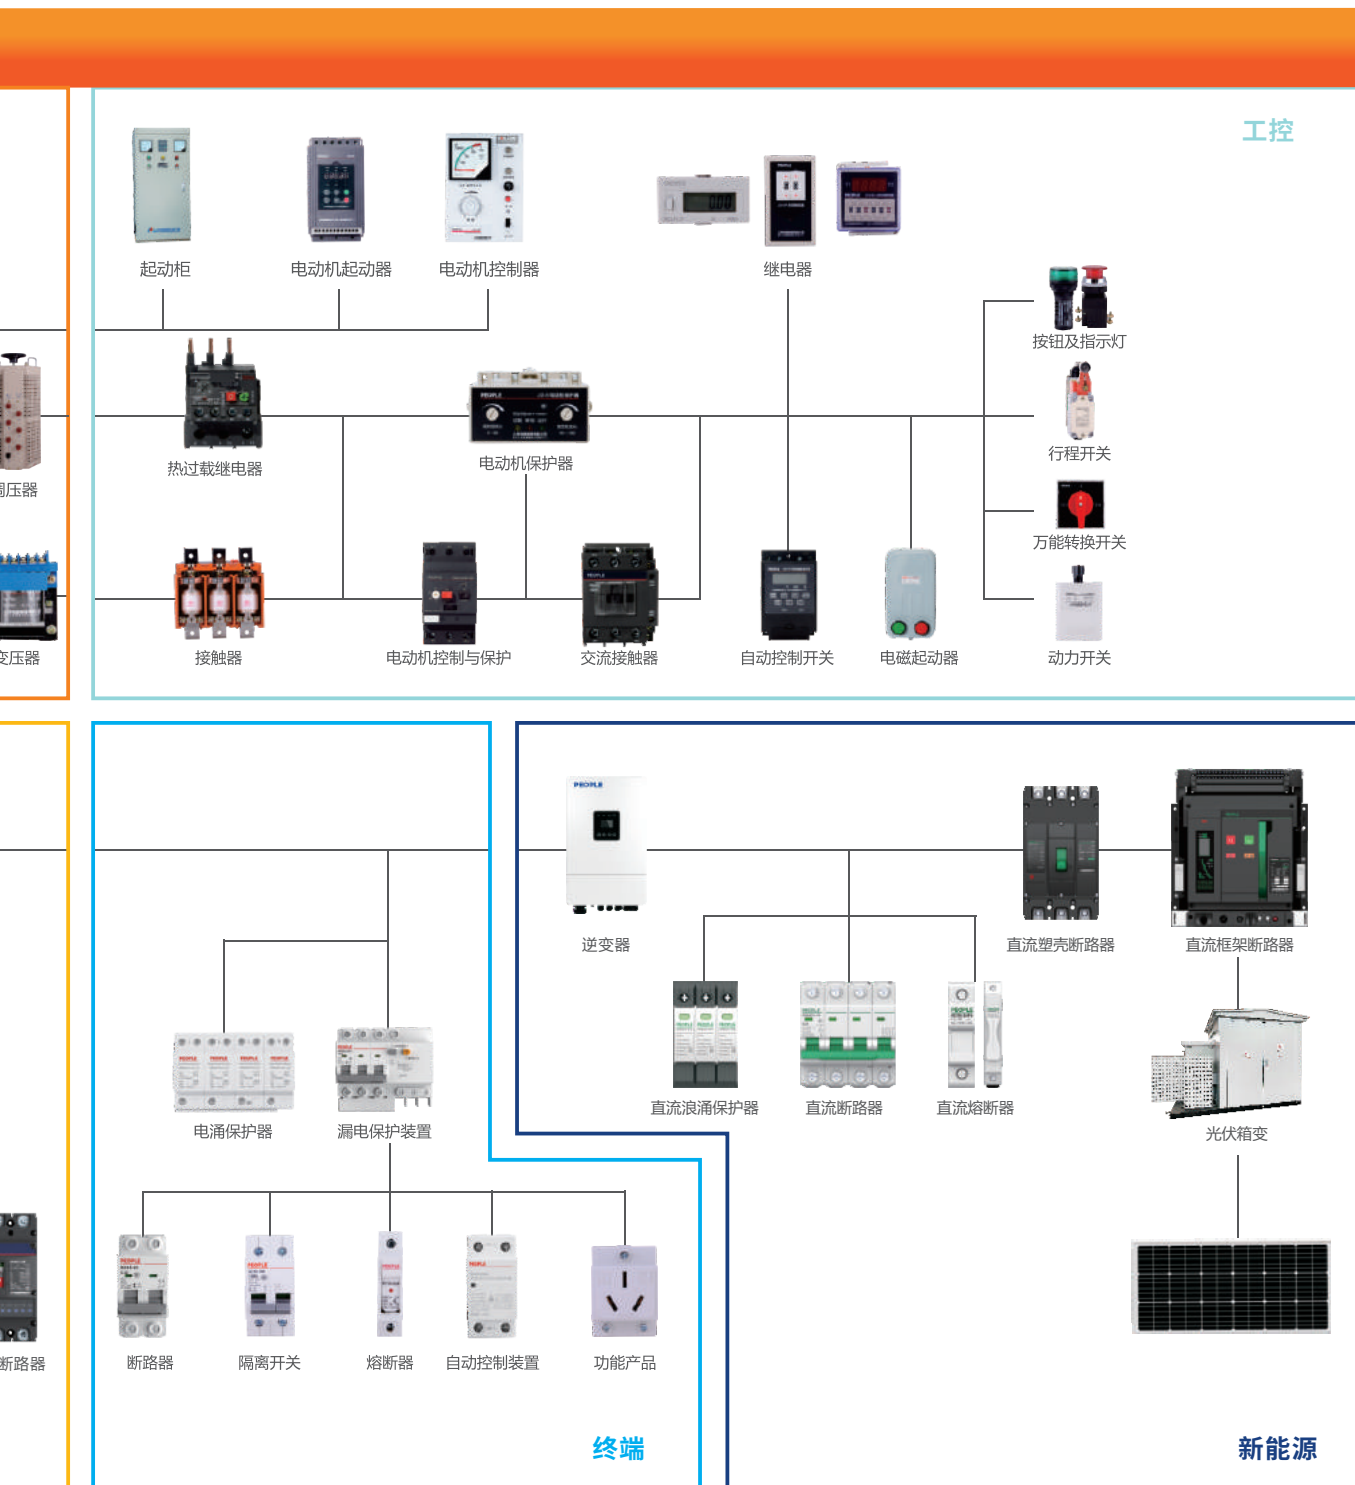 工控
起动柜
电动机起动器
电动机控制器
继电器
按钮及指示灯
热过载继电器
电动机保护器
行程开关
调压器
万能转换开关
变压器
接触器
电动机控制与保护
交流接触器
自动控制开关
电磁起动器
动力开关
PEOPLE
逆变器
直流塑壳断路器
直流框架断路器
直流浪涌保护器
直流断路器
直流熔断器
电涌保护器
漏电保护装置
光伏箱变
断路器
断路器
隔离开关
熔断器
自动控制装置
功能产品
终端
新能源